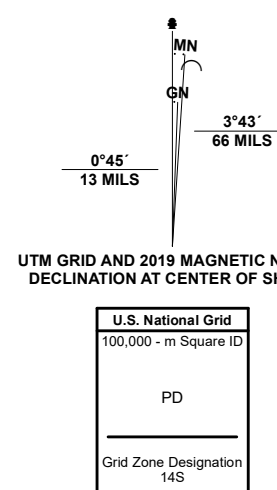 MN
GN
3°43´
66 MILS
0°45´
13 MILS
UTM GRID AND 2019 MAGNETIC N
DECLINATION AT CENTER OF SH
U.S. National Grid
100,000 - m Square ID
PD
Grid Zone Designation
14S